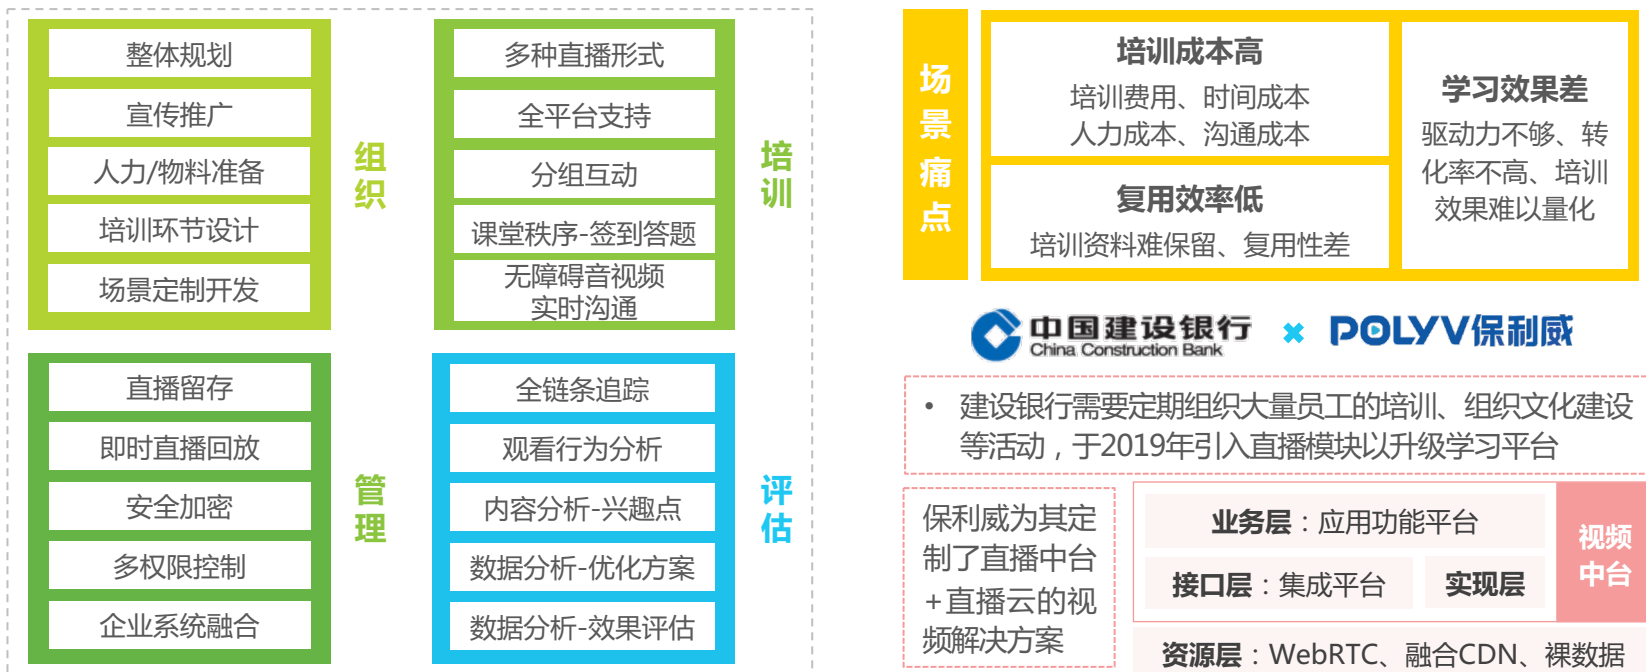 整体规划
宣传推广
人力/物料准备
培训环节设计
场景定制开发
组
织
多种直播形式
全平台支持
分组互动
课堂秩序-签到答题
无障碍音视频
实时沟通
培
训
直播留存
即时直播回放
安全加密
多权限控制
企业系统融合
管
理
全链条追踪
观看行为分析
内容分析-兴趣点
数据分析-优化方案
数据分析-效果评估
评
估
场
景
痛
点
培训成本高
培训费用、时间成本
人力成本、沟通成本
复用效率低
培训资料难保留、复用性差
学习效果差
驱动力不够、转
化率不高、培训
效果难以量化
中国建设银行
China Construction Bank
POLYV保利威
• 建设银行需要定期组织大量员工的培训、组织文化建设
等活动，于2019年引入直播模块以升级学习平台
保利威为其定
制了直播中台
+直播云的视
频解决方案
业务层：应用功能平台
接口层：集成平台
实现层
视频
中台
资源层：WebRTC、融合CDN、裸数据